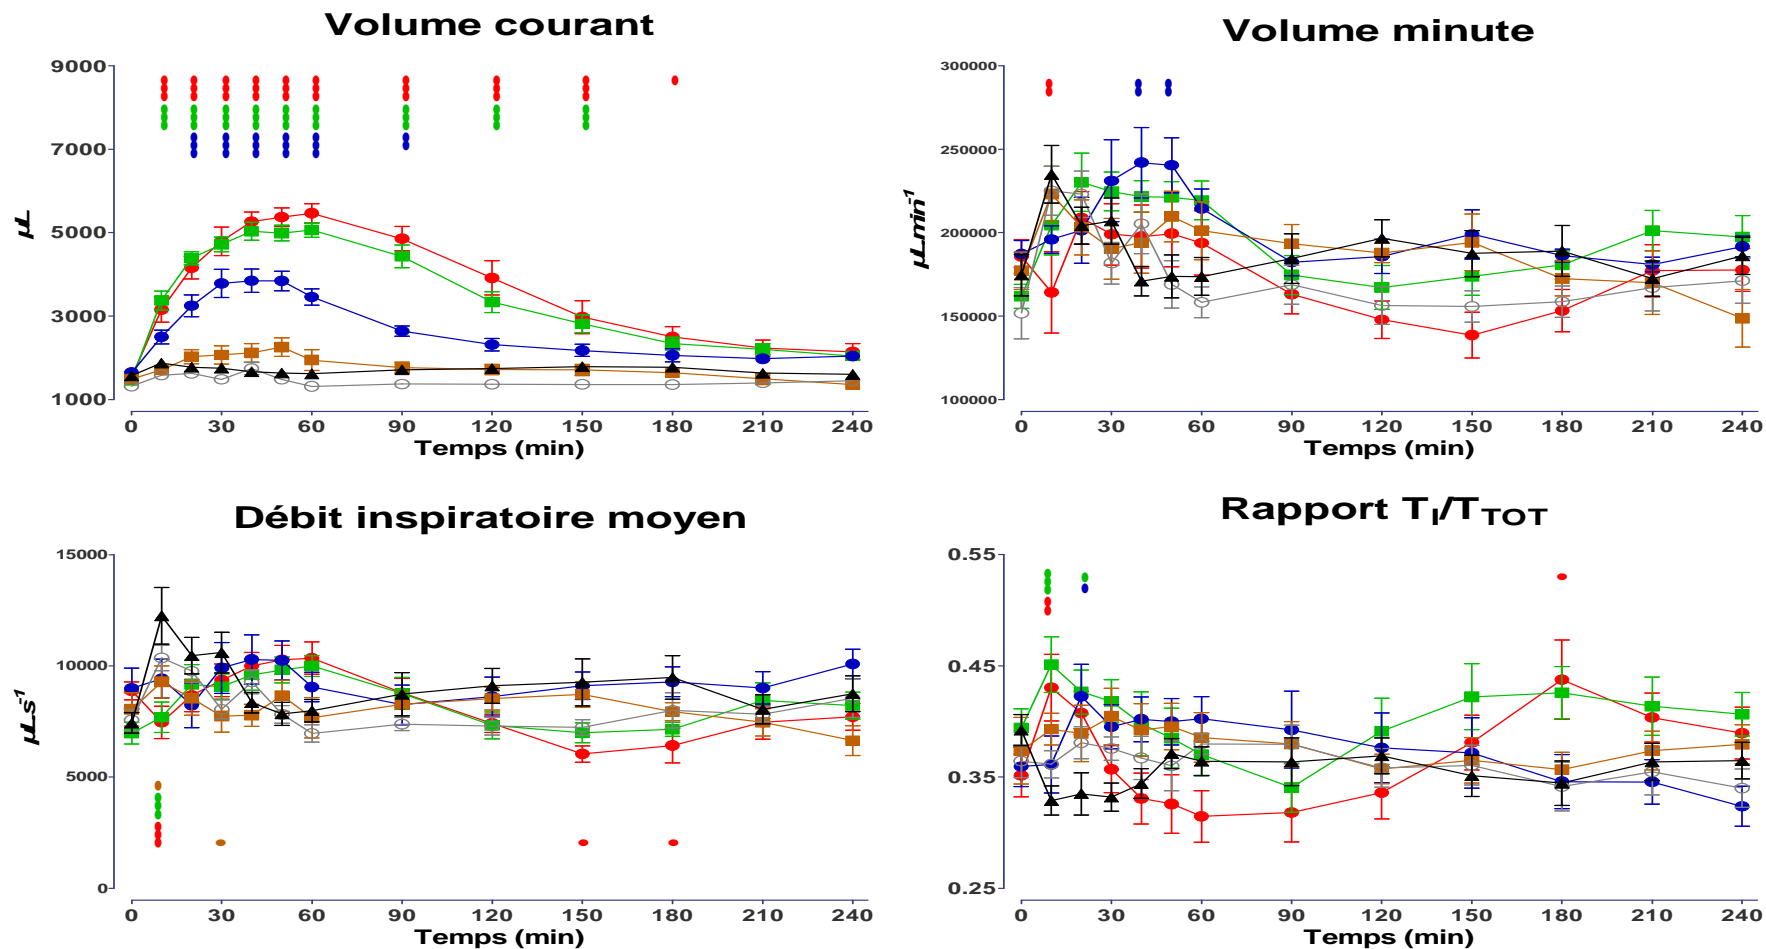 Volume courant
9000
7000
5000
3000
1000
µL
0 30 60 90 120 150 180 210 240
Temps (min)
Volume minute
300000
250000
200000
150000
100000
µL.min-1
0 30 60 90 120 150 180 210 240
Temps (min)
Débit inspiratoire moyen
15000
10000
5000
0
µL.s-1
0 30 60 90 120 150 180 210 240
Temps (min)
Rapport TI/TTOT
0.55
0.45
0.35
0.25
0 30 60 90 120 150 180 210 240
Temps (min)